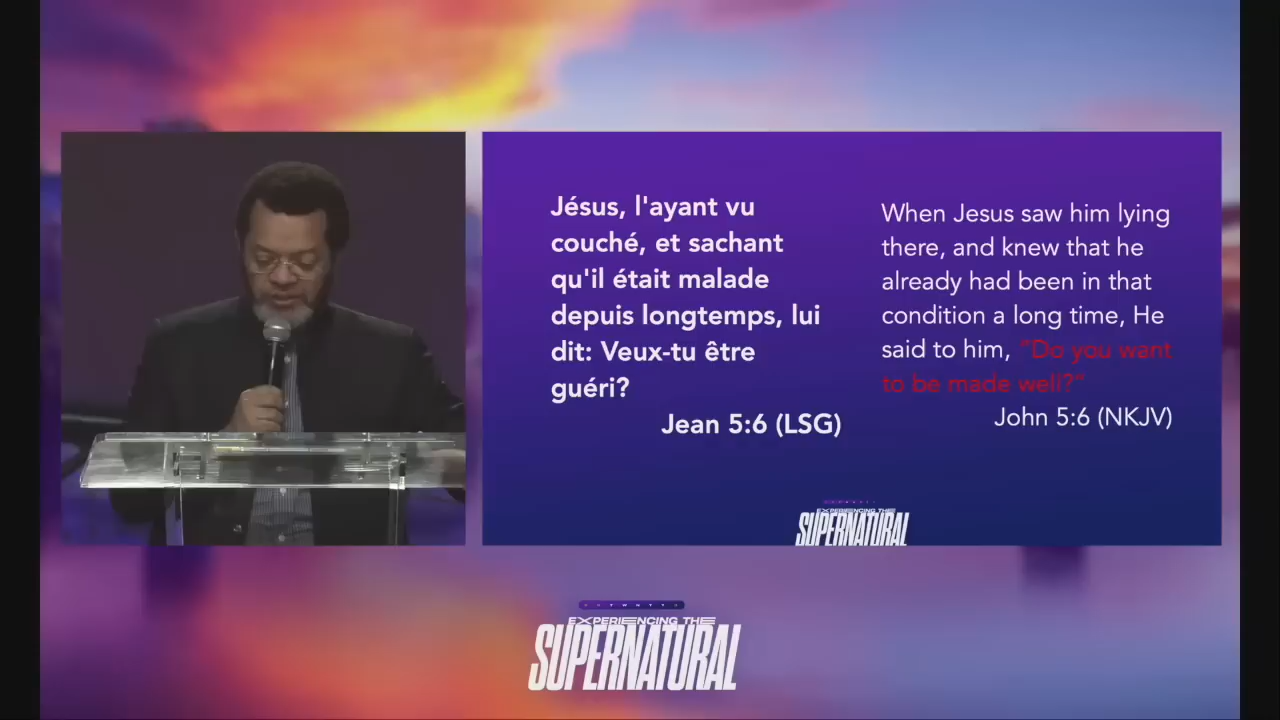 Jésus, l'ayant vu
couché, et sachant
qu'il était malade
depuis longtemps, lui
dit: Veux-tu être
guéri?
Jean 5:6 (LSG)
When Jesus saw him lying
there, and knew that he
already had been in that
condition a long time, He
said to him, “Do you want
to be made well?”
John 5:6 (NKJV)
EXPERIENCING THE
SUPERNATURAL
EXPERIENCING THE
SUPERNATURAL